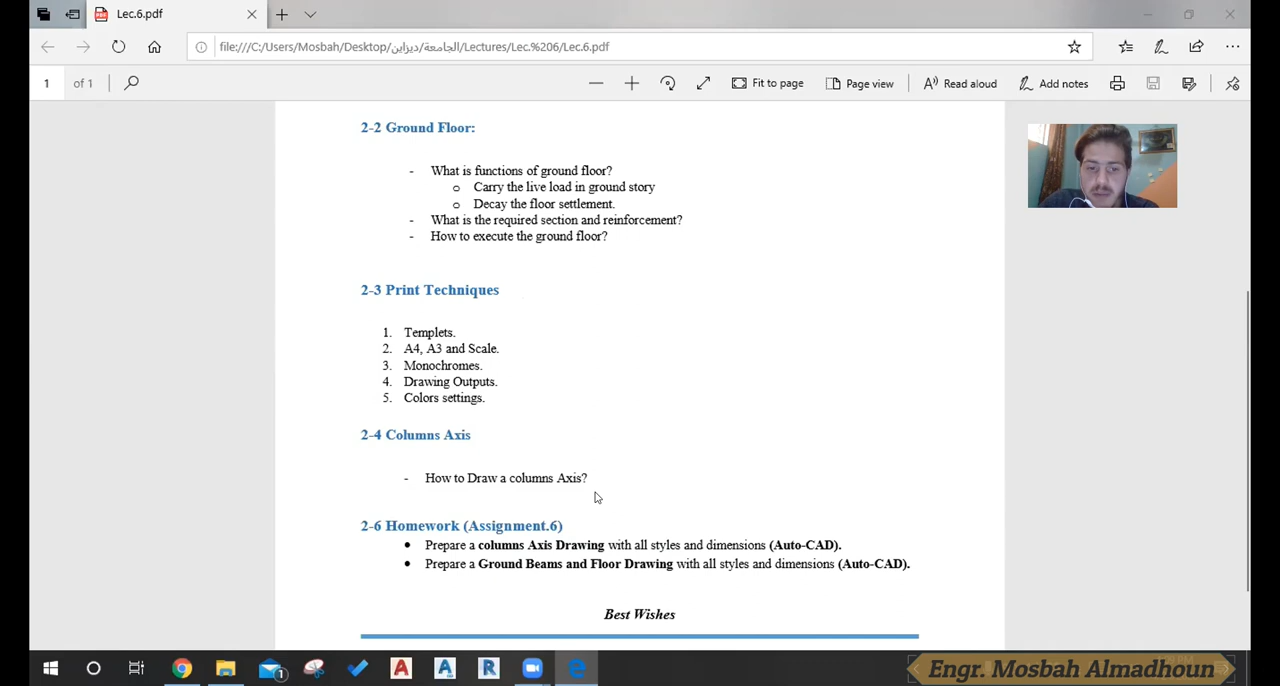 Lec.6.pdf
file:///C:/Users/Mosbah/Desktop/الجامعة/ديزاين/Lectures/Lec.%206/Lec.6.pdf
1 of 1
Fit to page
Page view
Read aloud
Add notes
2-2 Ground Floor:
- What is functions of ground floor?
o Carry the live load in ground story
o Decay the floor settlement.
- What is the required section and reinforcement?
- How to execute the ground floor?
2-3 Print Techniques
1. Templets.
2. A4, A3 and Scale.
3. Monochromes.
4. Drawing Outputs.
5. Colors settings.
2-4 Columns Axis
- How to Draw a columns Axis?
2-6 Homework (Assignment.6)
• Prepare a columns Axis Drawing with all styles and dimensions (Auto-CAD).
• Prepare a Ground Beams and Floor Drawing with all styles and dimensions (Auto-CAD).
Best Wishes
Engr. Mosbah Almadhoun